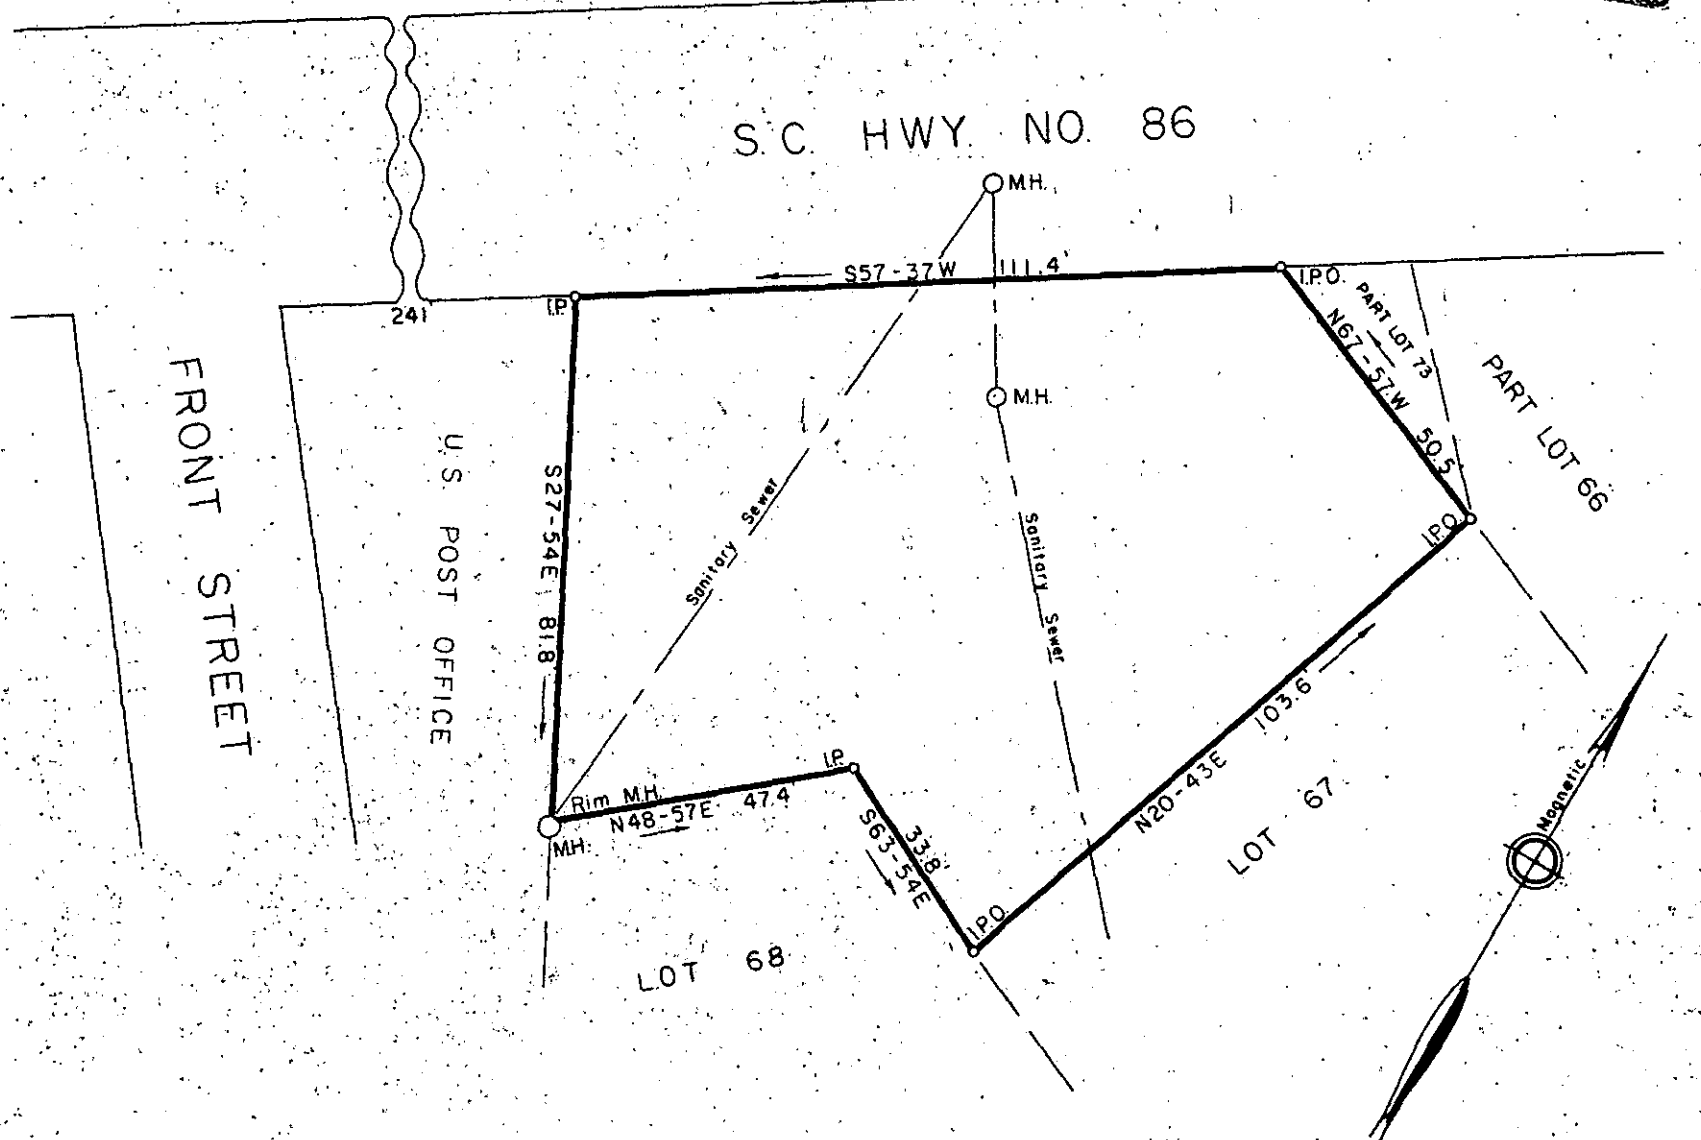 S.C. HWY. NO. 86
M.H.
S57-37W 111.4'
I.P.
I.P.O.
241'
PART LOT 73
N67-57W 50.5'
PART LOT 66
M.H.
FRONT STREET
U.S. POST OFFICE
S27-54E 81.8'
Sanitary Sewer
Sanitary Sewer
I.P.O.
I.P.
Rim M.H.
N48-57E 47.4'
M.H.
33.8'
S63-54E
I.P.O.
N20-43E 103.6'
LOT 67
LOT 68
Magnetic